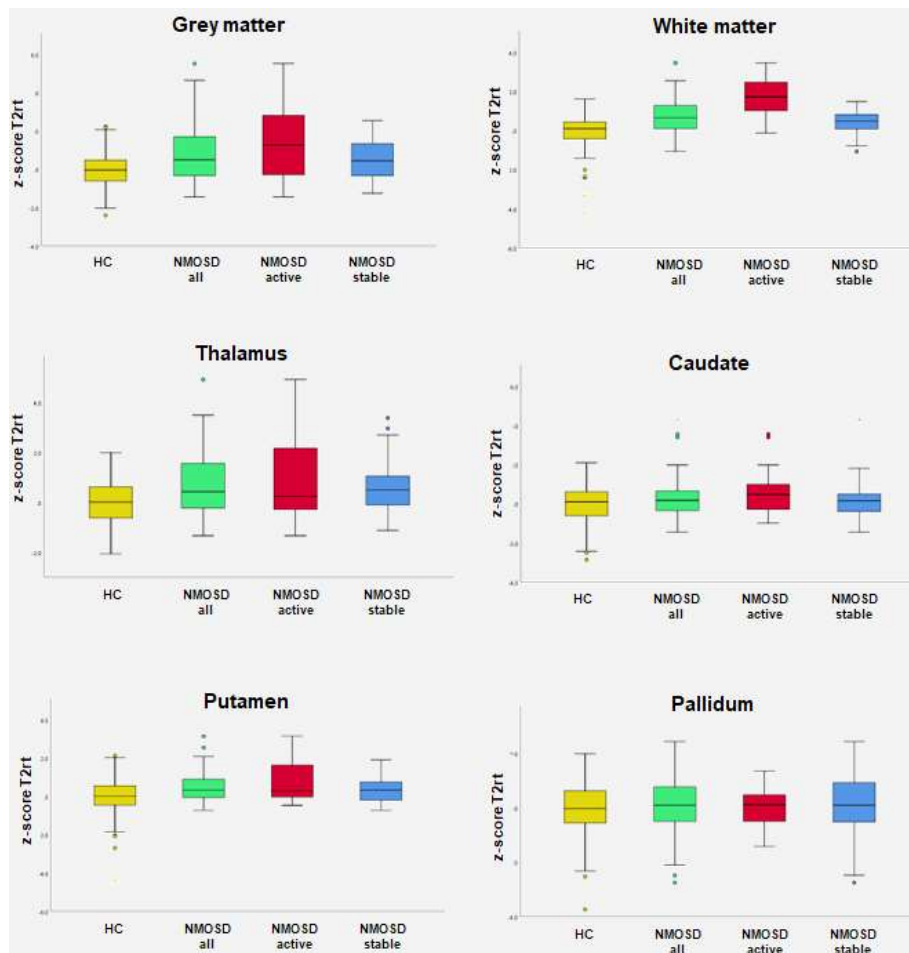 Grey matter
z-score T2rt
HC
NMOSD all
NMOSD active
NMOSD stable
White matter
z-score T2rt
HC
NMOSD all
NMOSD active
NMOSD stable
Thalamus
z-score T2rt
HC
NMOSD all
NMOSD active
NMOSD stable
Caudate
z-score T2rt
HC
NMOSD all
NMOSD active
NMOSD stable
Putamen
z-score T2rt
HC
NMOSD all
NMOSD active
NMOSD stable
Pallidum
z-score T2rt
HC
NMOSD all
NMOSD active
NMOSD stable